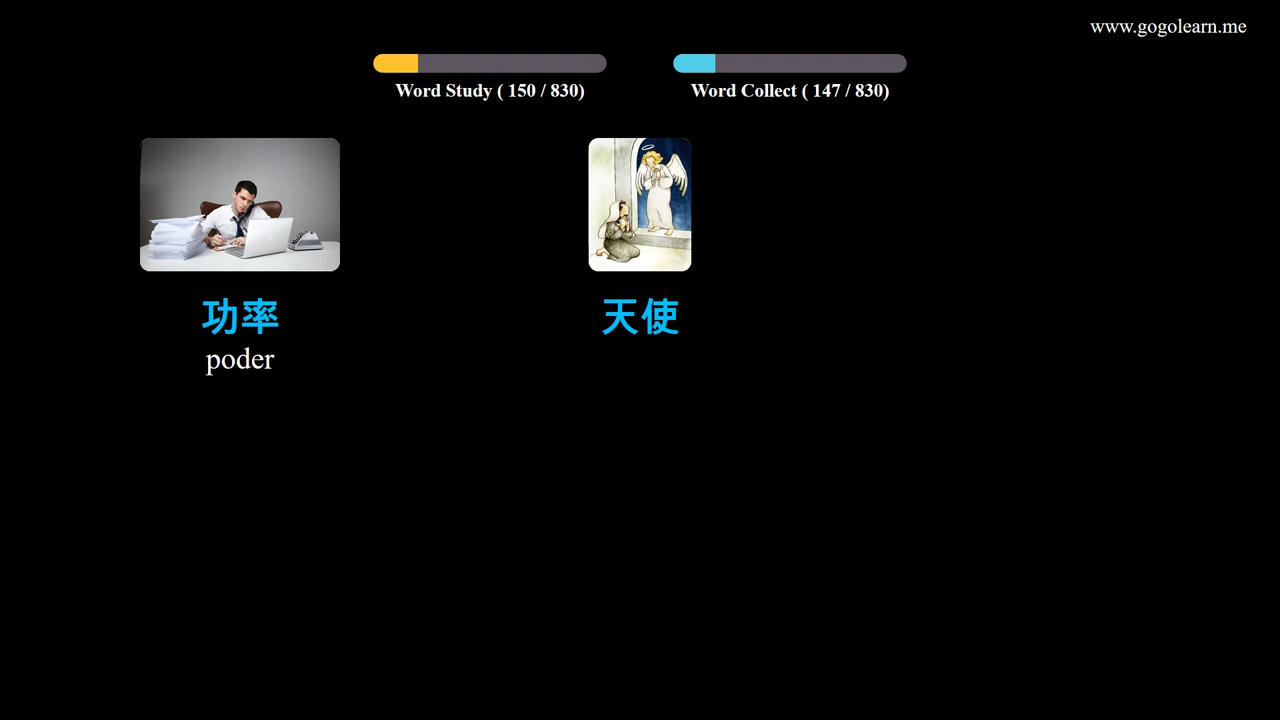 www.gogolearn.me
Word Study ( 150 / 830)
Word Collect ( 147 / 830)
功率
poder
天使